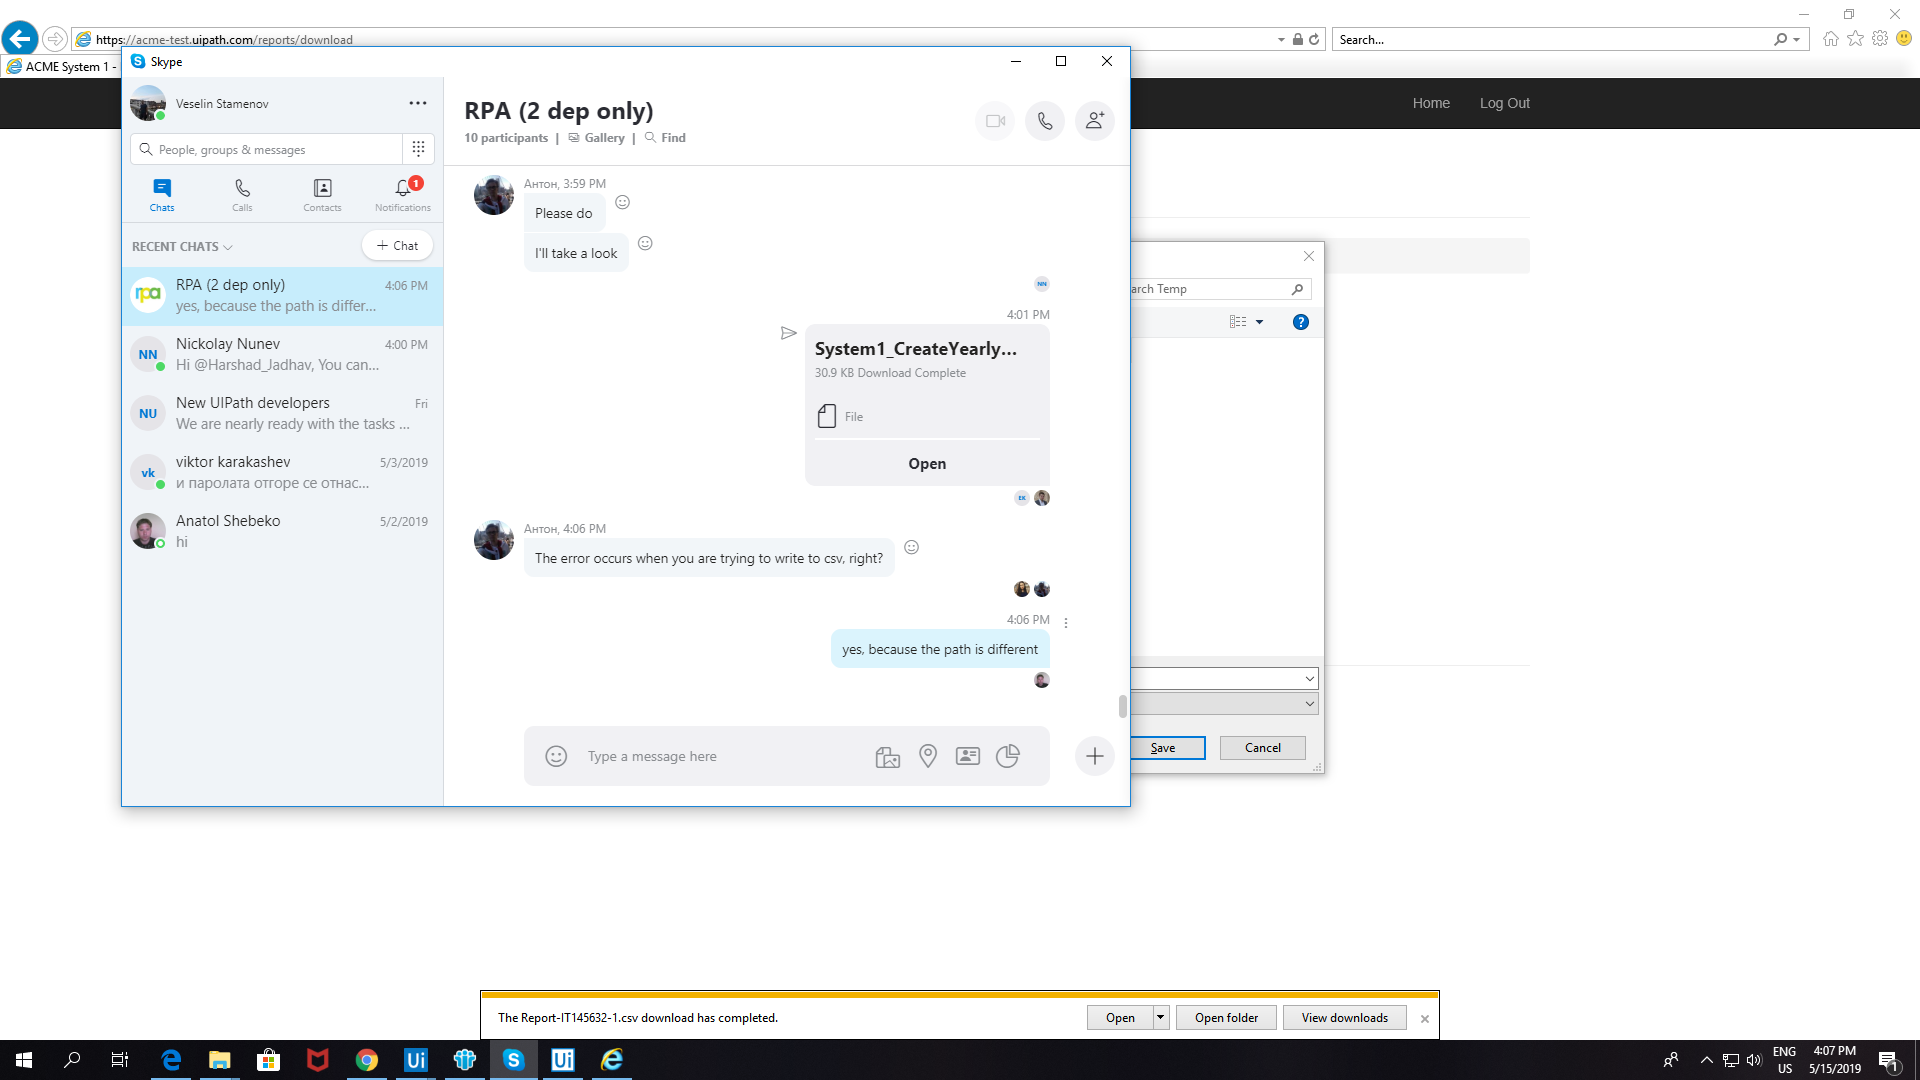 https://acme-test.uipath.com/reports/download
Search...
ACME System 1 -
Home
Log Out
Skype
Veselin Stamenov
People, groups & messages
Chats
Calls
Contacts
1
Notifications
RECENT CHATS
+ Chat
rpa
RPA (2 dep only)
4:06 PM
yes, because the path is differ...
NN
Nickolay Nunev
4:00 PM
Hi @Harshad_Jadhav, You can...
NU
New UIPath developers
Fri
We are nearly ready with the tasks ...
vk
viktor karakashev
5/3/2019
и паролата отгоре се отнас...
Anatol Shebeko
5/2/2019
hi
RPA (2 dep only)
10 participants | Gallery | Find
Антон, 3:59 PM
Please do
I'll take a look
NN
4:01 PM
System1_CreateYearly...
30.9 KB Download Complete
File
Open
EK
Антон, 4:06 PM
The error occurs when you are trying to write to csv, right?
4:06 PM
yes, because the path is different
Type a message here
arch Temp
Save
Cancel
The Report-IT145632-1.csv download has completed.
Open
Open folder
View downloads
Ui
Ui
ENG
US
4:07 PM
5/15/2019
1